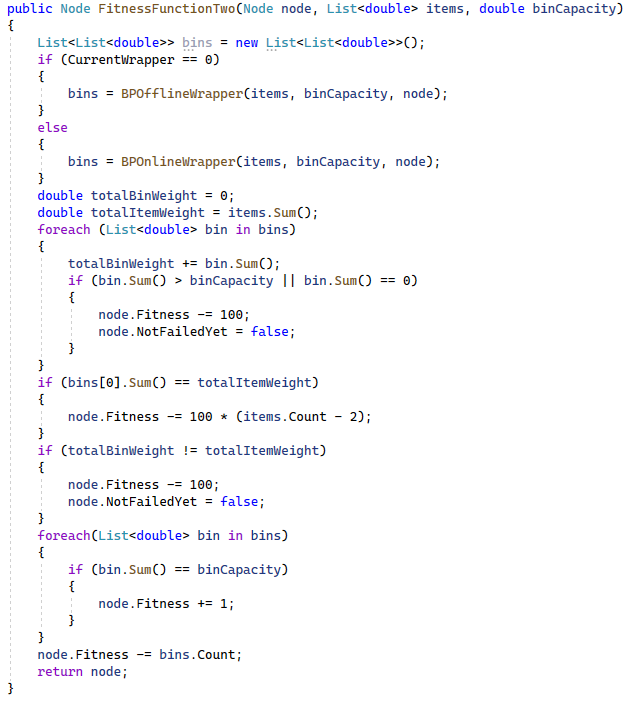 public Node FitnessFunctionTwo(Node node, List<double> items, double binCapacity)
{
    List<List<double>> bins = new List<List<double>>();
    if (CurrentWrapper == 0)
    {
        bins = BPOfflineWrapper(items, binCapacity, node);
    }
    else
    {
        bins = BPOnlineWrapper(items, binCapacity, node);
    }
    double totalBinWeight = 0;
    double totalItemWeight = items.Sum();
    foreach (List<double> bin in bins)
    {
        totalBinWeight += bin.Sum();
        if (bin.Sum() > binCapacity || bin.Sum() == 0)
        {
            node.Fitness -= 100;
            node.NotFailedYet = false;
        }
    }
    if (bins[0].Sum() == totalItemWeight)
    {
        node.Fitness -= 100 * (items.Count - 2);
    }
    if (totalBinWeight != totalItemWeight)
    {
        node.Fitness -= 100;
        node.NotFailedYet = false;
    }
    foreach(List<double> bin in bins)
    {
        if (bin.Sum() == binCapacity)
        {
            node.Fitness += 1;
        }
    }
    node.Fitness -= bins.Count;
    return node;
}